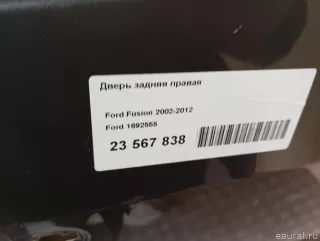 Дверь задняя правая
Ford Fusion 2002-2012
Ford 1692565
23 567 838
eaural.ru